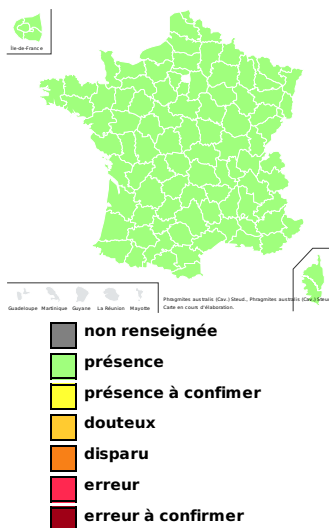 Île-de-France
Guadeloupe Martinique Guyane La Réunion Mayotte
Phragmites australis (Cav.) Steud., Phragmites australis (Cav.) Steud
Carte en cours d'élaboration.
non renseignée
présence
présence à confimer
douteux
disparu
erreur
erreur à confirmer